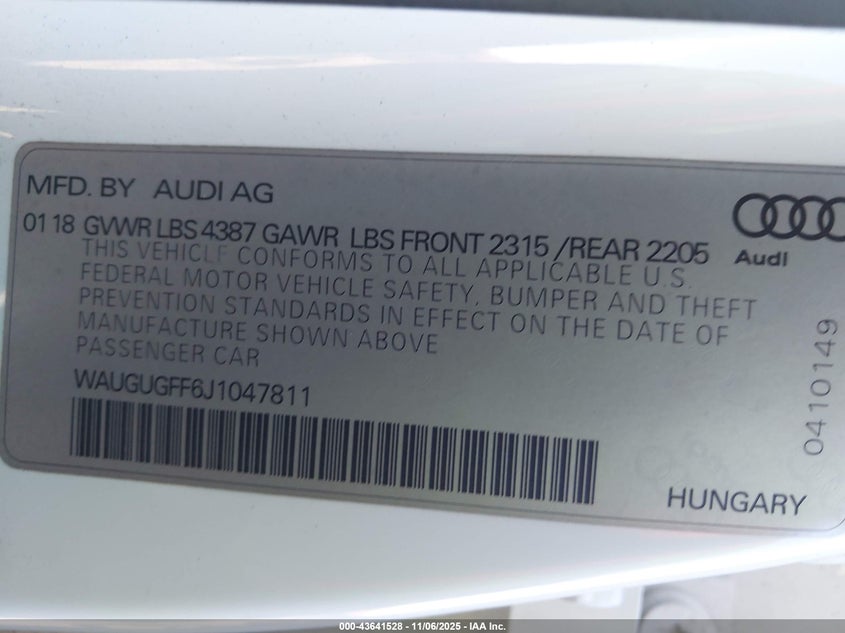 MFD. BY AUDI AG
01 18 GVWR LBS 4387 GAWR LBS FRONT 2315 /REAR 2205
THIS VEHICLE CONFORMS TO ALL APPLICABLE U.S.
FEDERAL MOTOR VEHICLE SAFETY, BUMPER AND THEFT
PREVENTION STANDARDS IN EFFECT ON THE DATE OF
MANUFACTURE SHOWN ABOVE
PASSENGER CAR
WAUGUGFF6J1047811
Audi
0410149
HUNGARY
000-43641528 - 11/06/2025 - IAA Inc.